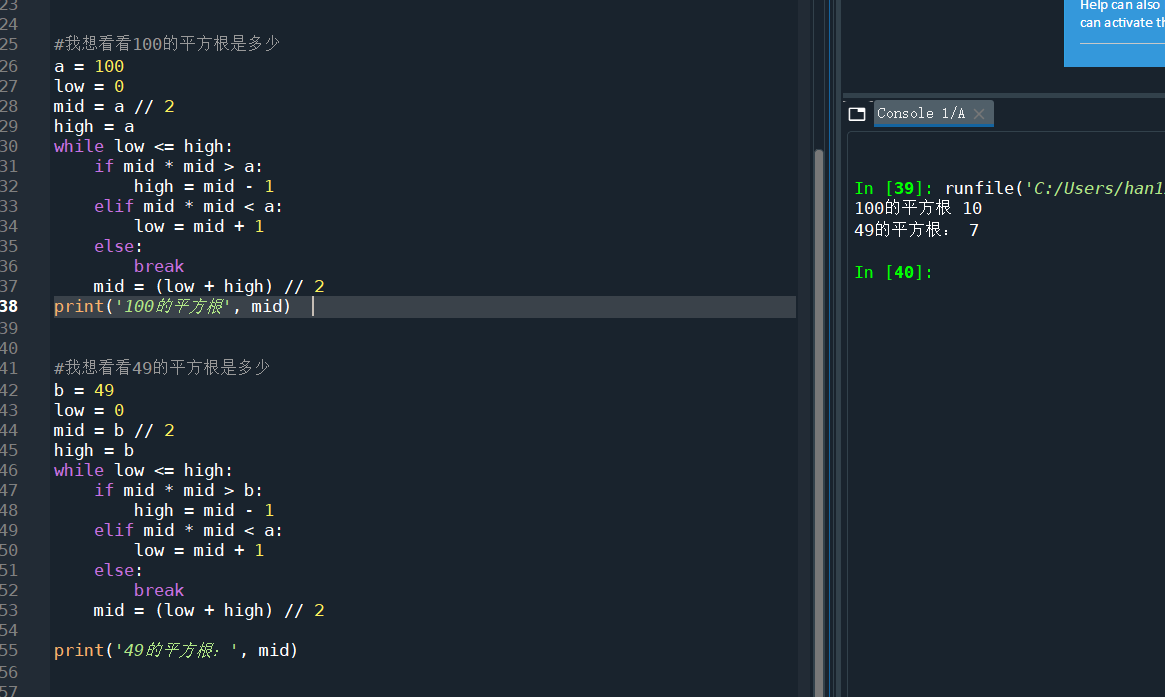 23
24
25 #我想看看100的平方根是多少
26 a = 100
27 low = 0
28 mid = a // 2
29 high = a
30 while low <= high:
31     if mid * mid > a:
32         high = mid - 1
33     elif mid * mid < a:
34         low = mid + 1
35     else:
36         break
37     mid = (low + high) // 2
38 print('100的平方根', mid)
39
40
41 #我想看看49的平方根是多少
42 b = 49
43 low = 0
44 mid = b // 2
45 high = b
46 while low <= high:
47     if mid * mid > b:
48         high = mid - 1
49     elif mid * mid < a:
50         low = mid + 1
51     else:
52         break
53     mid = (low + high) // 2
54
55 print('49的平方根：', mid)
56
57
Help can also
can activate th
Console 1/A
In [39]: runfile('C:/Users/han1
100的平方根 10
49的平方根： 7
In [40]: